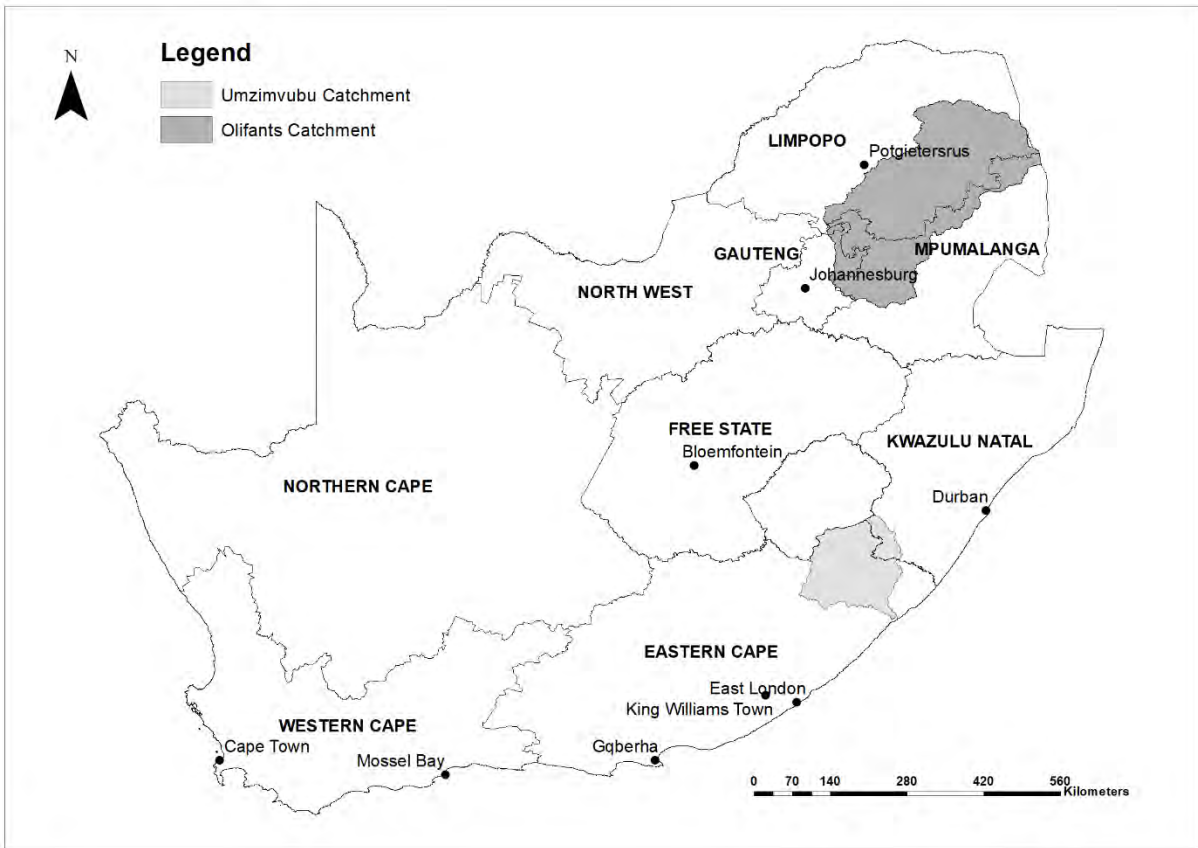 N
Legend
Umzimvubu Catchment
Olifants Catchment
LIMPOPO
Potgietersrus
GAUTENG
MPUMALANGA
Johannesburg
NORTH WEST
FREE STATE
Bloemfontein
KWAZULU NATAL
NORTHERN CAPE
Durban
EASTERN CAPE
East London
King Williams Town
WESTERN CAPE
Cape Town
Mossel Bay
Gqberha
0 70 140 280 420 560
Kilometers